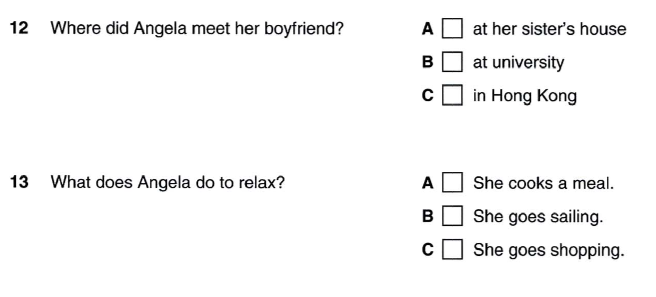 12 Where did Angela meet her boyfriend? A at her sister's house
B at university
C in Hong Kong
13 What does Angela do to relax? A She cooks a meal.
B She goes sailing.
C She goes shopping.